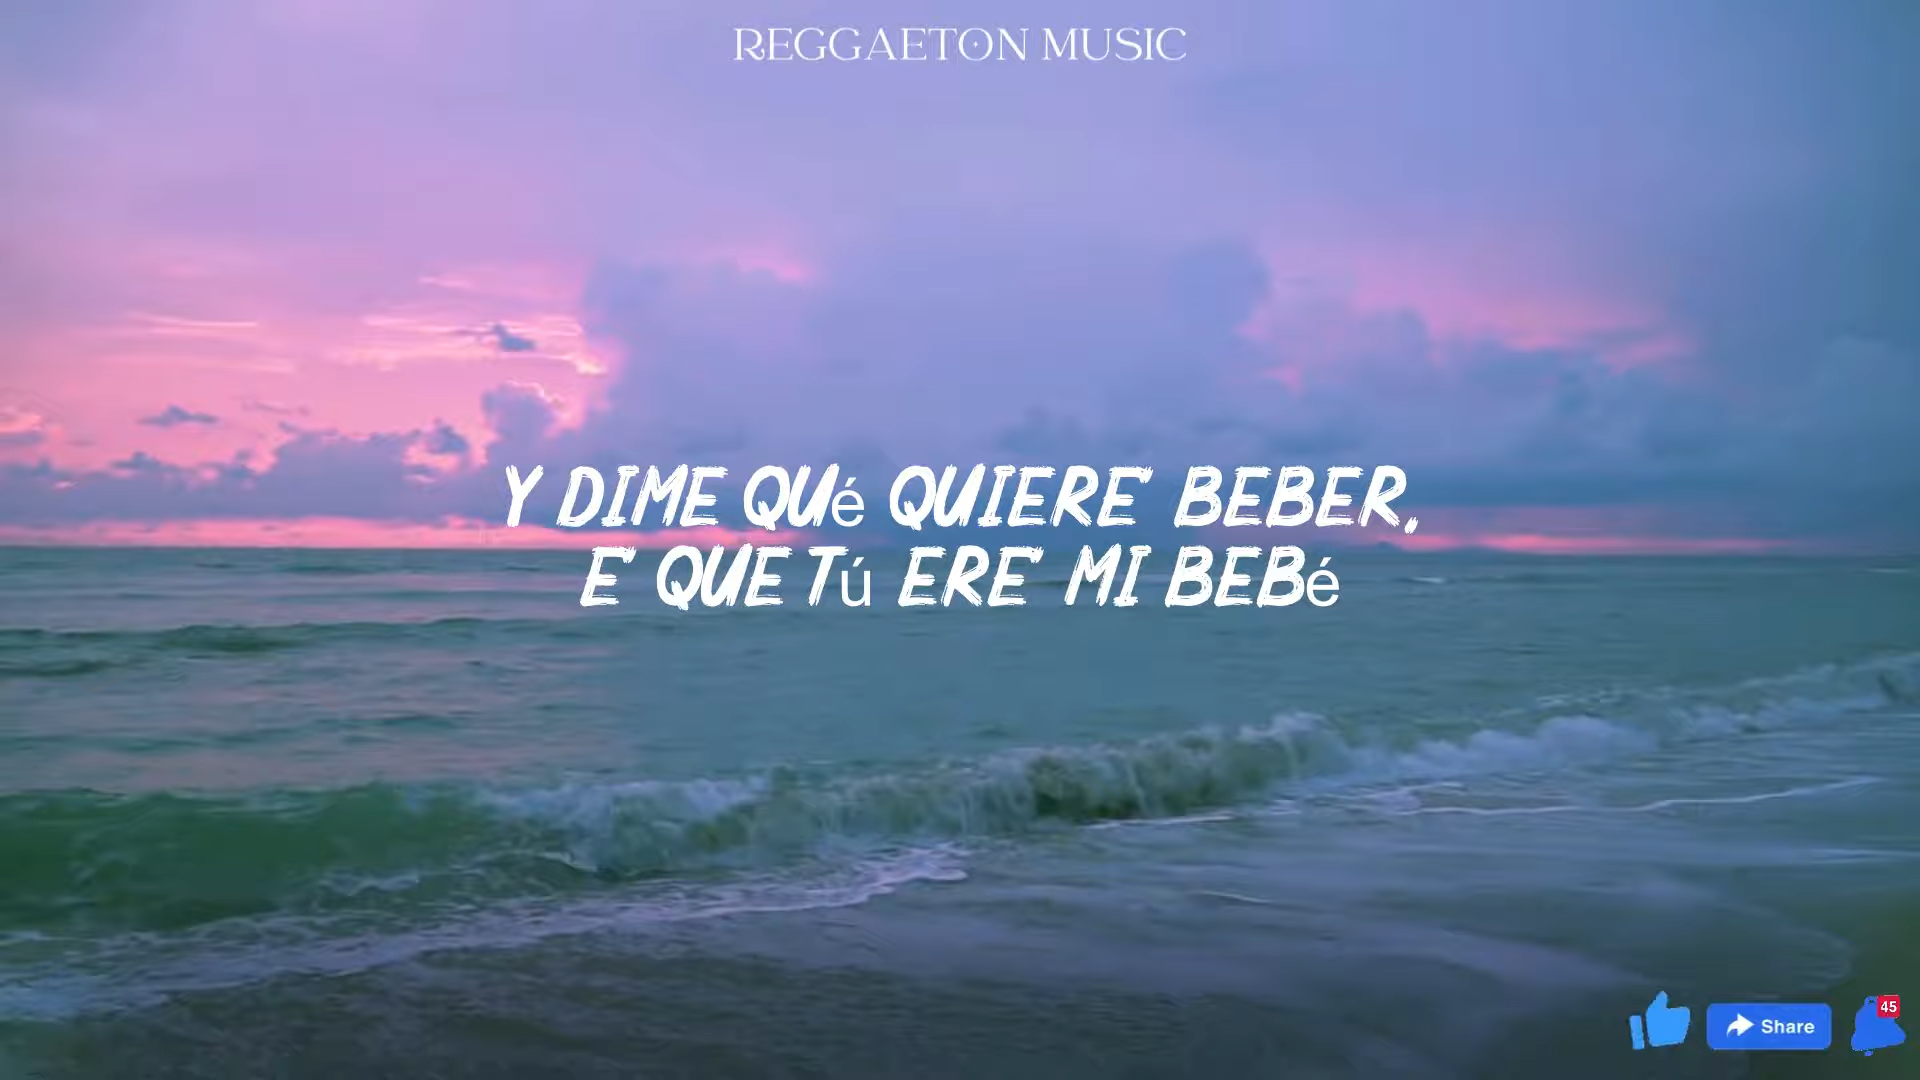 REGGAETON MUSIC
Y DIME QUé QUIERE' BEBER,
E' QUE Tú ERE' MI BEBé
Share
45